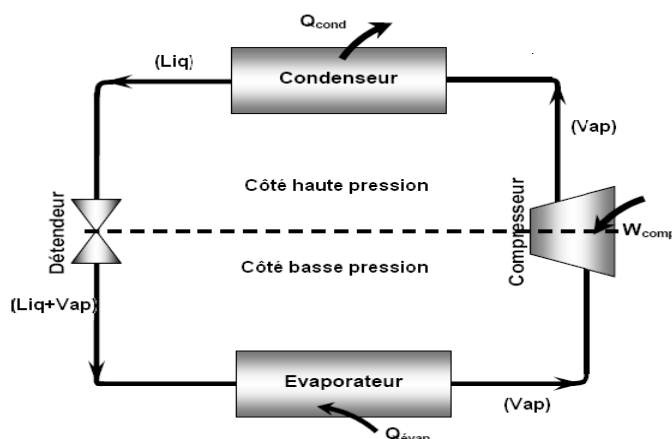 Qcond
(Liq)
Condenseur
(Vap)
Côté haute pression
Détendeur
Compresseur
Wcomp
Côté basse pression
(Liq+Vap)
Evaporateur
(Vap)
Qévap